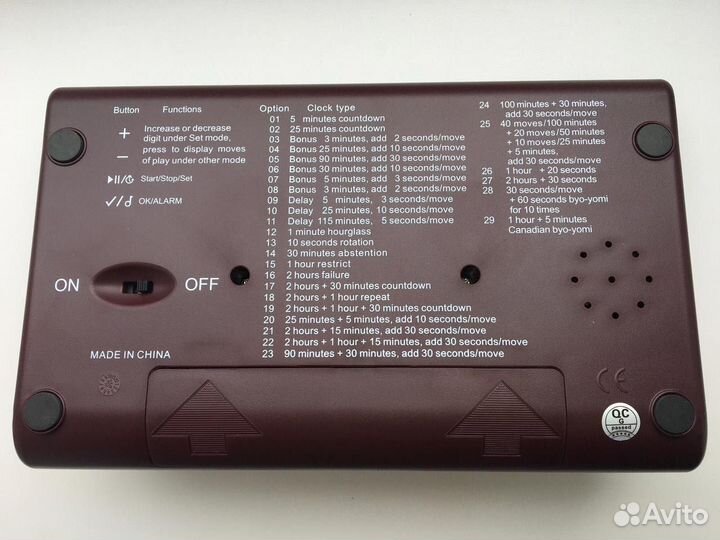 Button Functions
+ Increase or decrease
digit under Set mode,
press to display moves
– of play under other mode
Start/Stop/Set
OK/ALARM
ON OFF
MADE IN CHINA
Option Clock type
01 5 minutes countdown
02 25 minutes countdown
03 Bonus 3 minutes, add 2 seconds/move
04 Bonus 25 minutes, add 10 seconds/move
05 Bonus 90 minutes, add 30 seconds/move
06 Bonus 30 minutes, add 10 seconds/move
07 Bonus 5 minutes, add 3 seconds/move
08 Bonus 3 minutes, add 2 seconds/move
09 Delay 5 minutes, 3 seconds/move
10 Delay 25 minutes, 10 seconds/move
11 Delay 115 minutes, 5 seconds/move
12 1 minute hourglass
13 10 seconds rotation
14 30 minutes abstention
15 1 hour restrict
16 2 hours failure
17 2 hours + 30 minutes countdown
18 2 hours + 1 hour repeat
19 2 hours + 1 hour + 30 minutes countdown
20 25 minutes + 5 minutes, add 10 seconds/move
21 2 hours + 15 minutes, add 30 seconds/move
22 2 hours + 1 hour + 15 minutes, add 30 seconds/move
23 90 minutes + 30 minutes, add 30 seconds/move
24 100 minutes + 30 minutes,
add 30 seconds/move
25 40 moves/100 minutes
+ 20 moves/50 minutes
+ 10 moves/25 minutes
+ 5 minutes,
add 30 seconds/move
26 1 hour + 20 seconds
27 2 hours + 30 seconds
28 30 seconds/move
+ 60 seconds byo-yomi
for 10 times
29 1 hour + 5 minutes
Canadian byo-yomi
CE
QC
G
passed
Avito